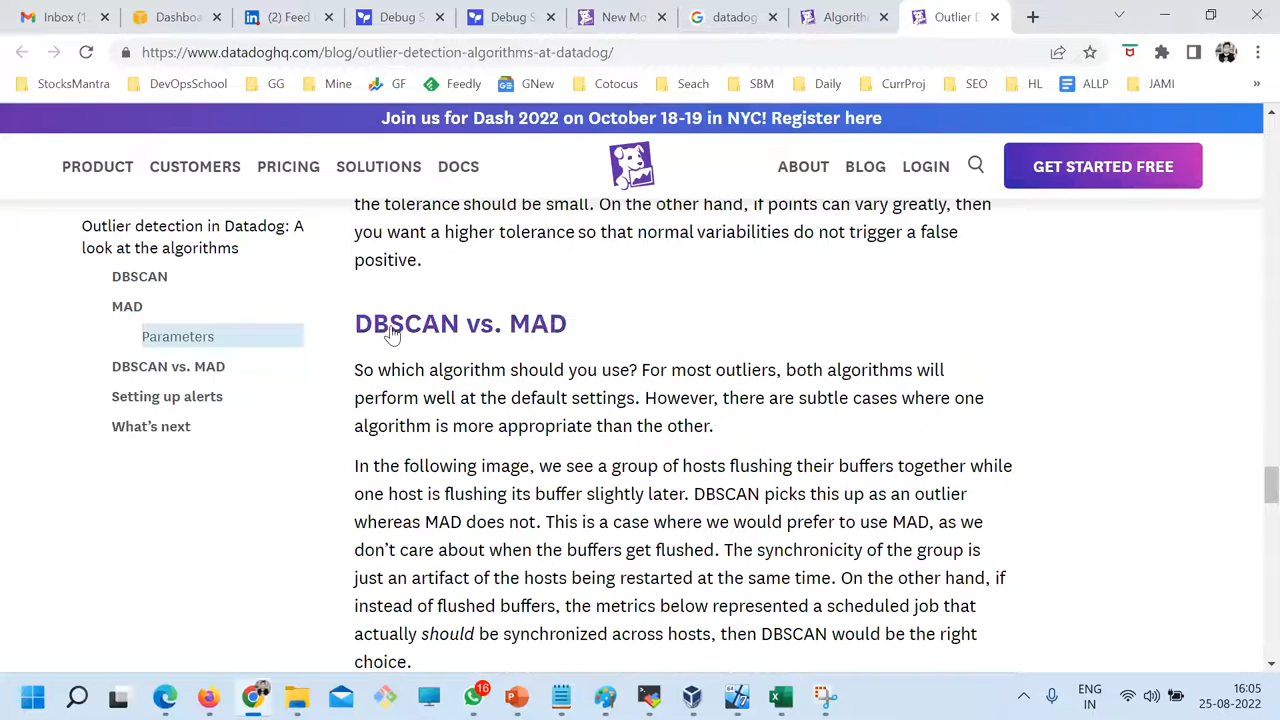 Inbox (1
Dashboa
Feed
Debug S
Debug S
New Mo
datadog
Algorith
Outlier D
https://www.datadoghq.com/blog/outlier-detection-algorithms-at-datadog/
StocksMantra
DevOpsSchool
GG
Mine
GF
Feedly
GNew
Cotocus
Seach
SBM
Daily
CurrProj
SEO
HL
ALLP
JAMI
»
Join us for Dash 2022 on October 18-19 in NYC! Register here
PRODUCT CUSTOMERS PRICING SOLUTIONS DOCS
ABOUT BLOG LOGIN
GET STARTED FREE
Outlier detection in Datadog: A
look at the algorithms
DBSCAN
MAD
Parameters
DBSCAN vs. MAD
Setting up alerts
What's next
the tolerance should be small. On the other hand, if points can vary greatly, then
you want a higher tolerance so that normal variabilities do not trigger a false
positive.
DBSCAN vs. MAD
So which algorithm should you use? For most outliers, both algorithms will
perform well at the default settings. However, there are subtle cases where one
algorithm is more appropriate than the other.
In the following image, we see a group of hosts flushing their buffers together while
one host is flushing its buffer slightly later. DBSCAN picks this up as an outlier
whereas MAD does not. This is a case where we would prefer to use MAD, as we
don't care about when the buffers get flushed. The synchronicity of the group is
just an artifact of the hosts being restarted at the same time. On the other hand, if
instead of flushed buffers, the metrics below represented a scheduled job that
actually should be synchronized across hosts, then DBSCAN would be the right
choice.
16
ENG
IN
16:05
25-08-2022